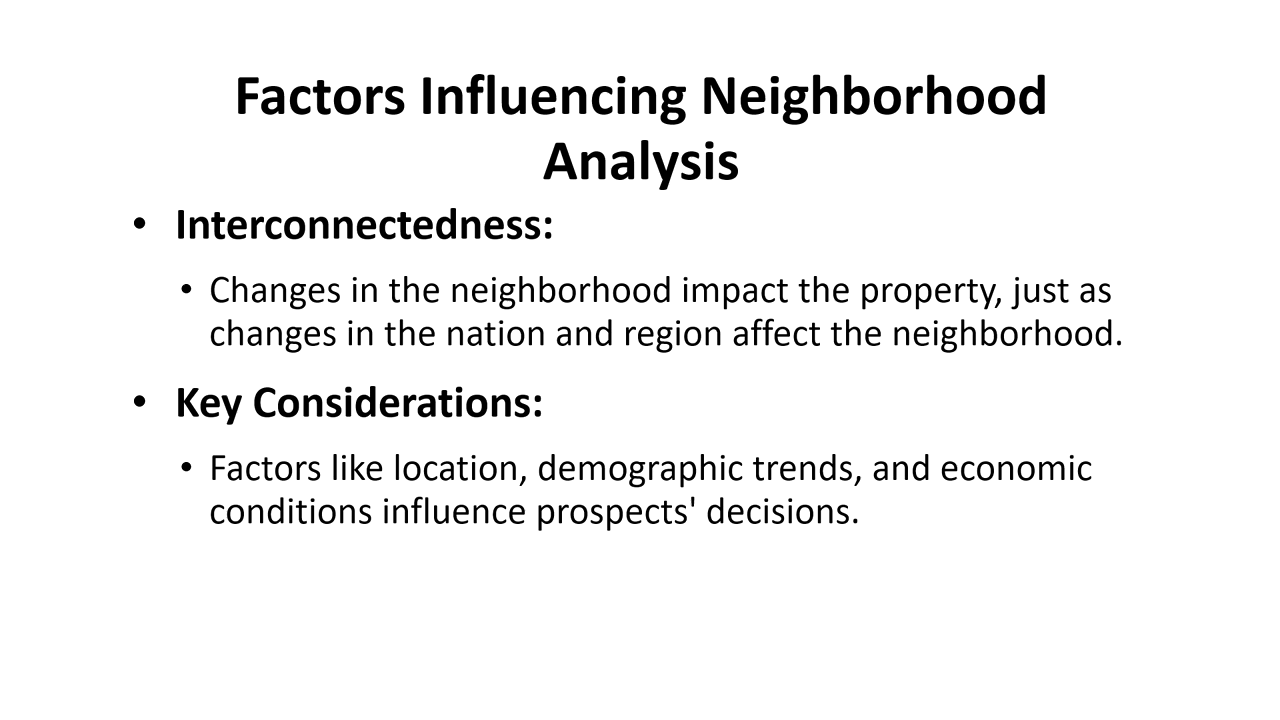 Factors Influencing Neighborhood
Analysis
• Interconnectedness:
• Changes in the neighborhood impact the property, just as
changes in the nation and region affect the neighborhood.
• Key Considerations:
• Factors like location, demographic trends, and economic
conditions influence prospects' decisions.